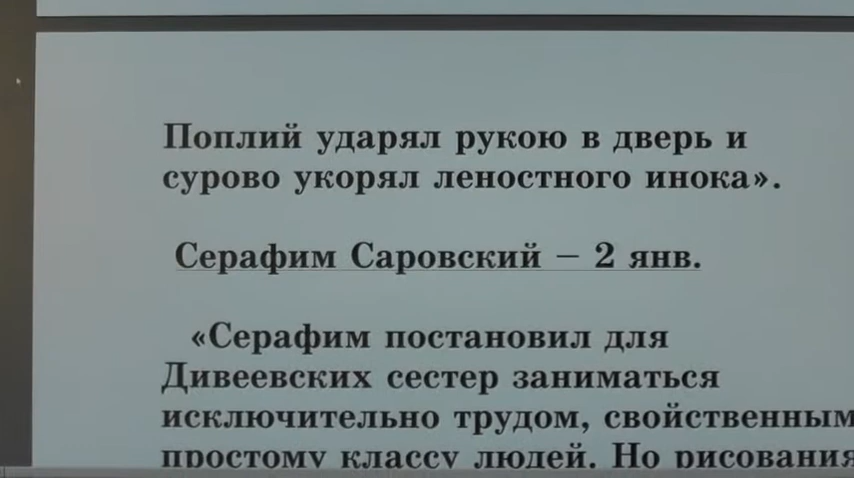 Поплий ударял рукою в дверь и
сурово укорял леностного инока».
Серафим Саровский – 2 янв.
«Серафим постановил для
Дивеевских сестер заниматься
исключительно трудом, свойственным
простому классу людей. Но рисования